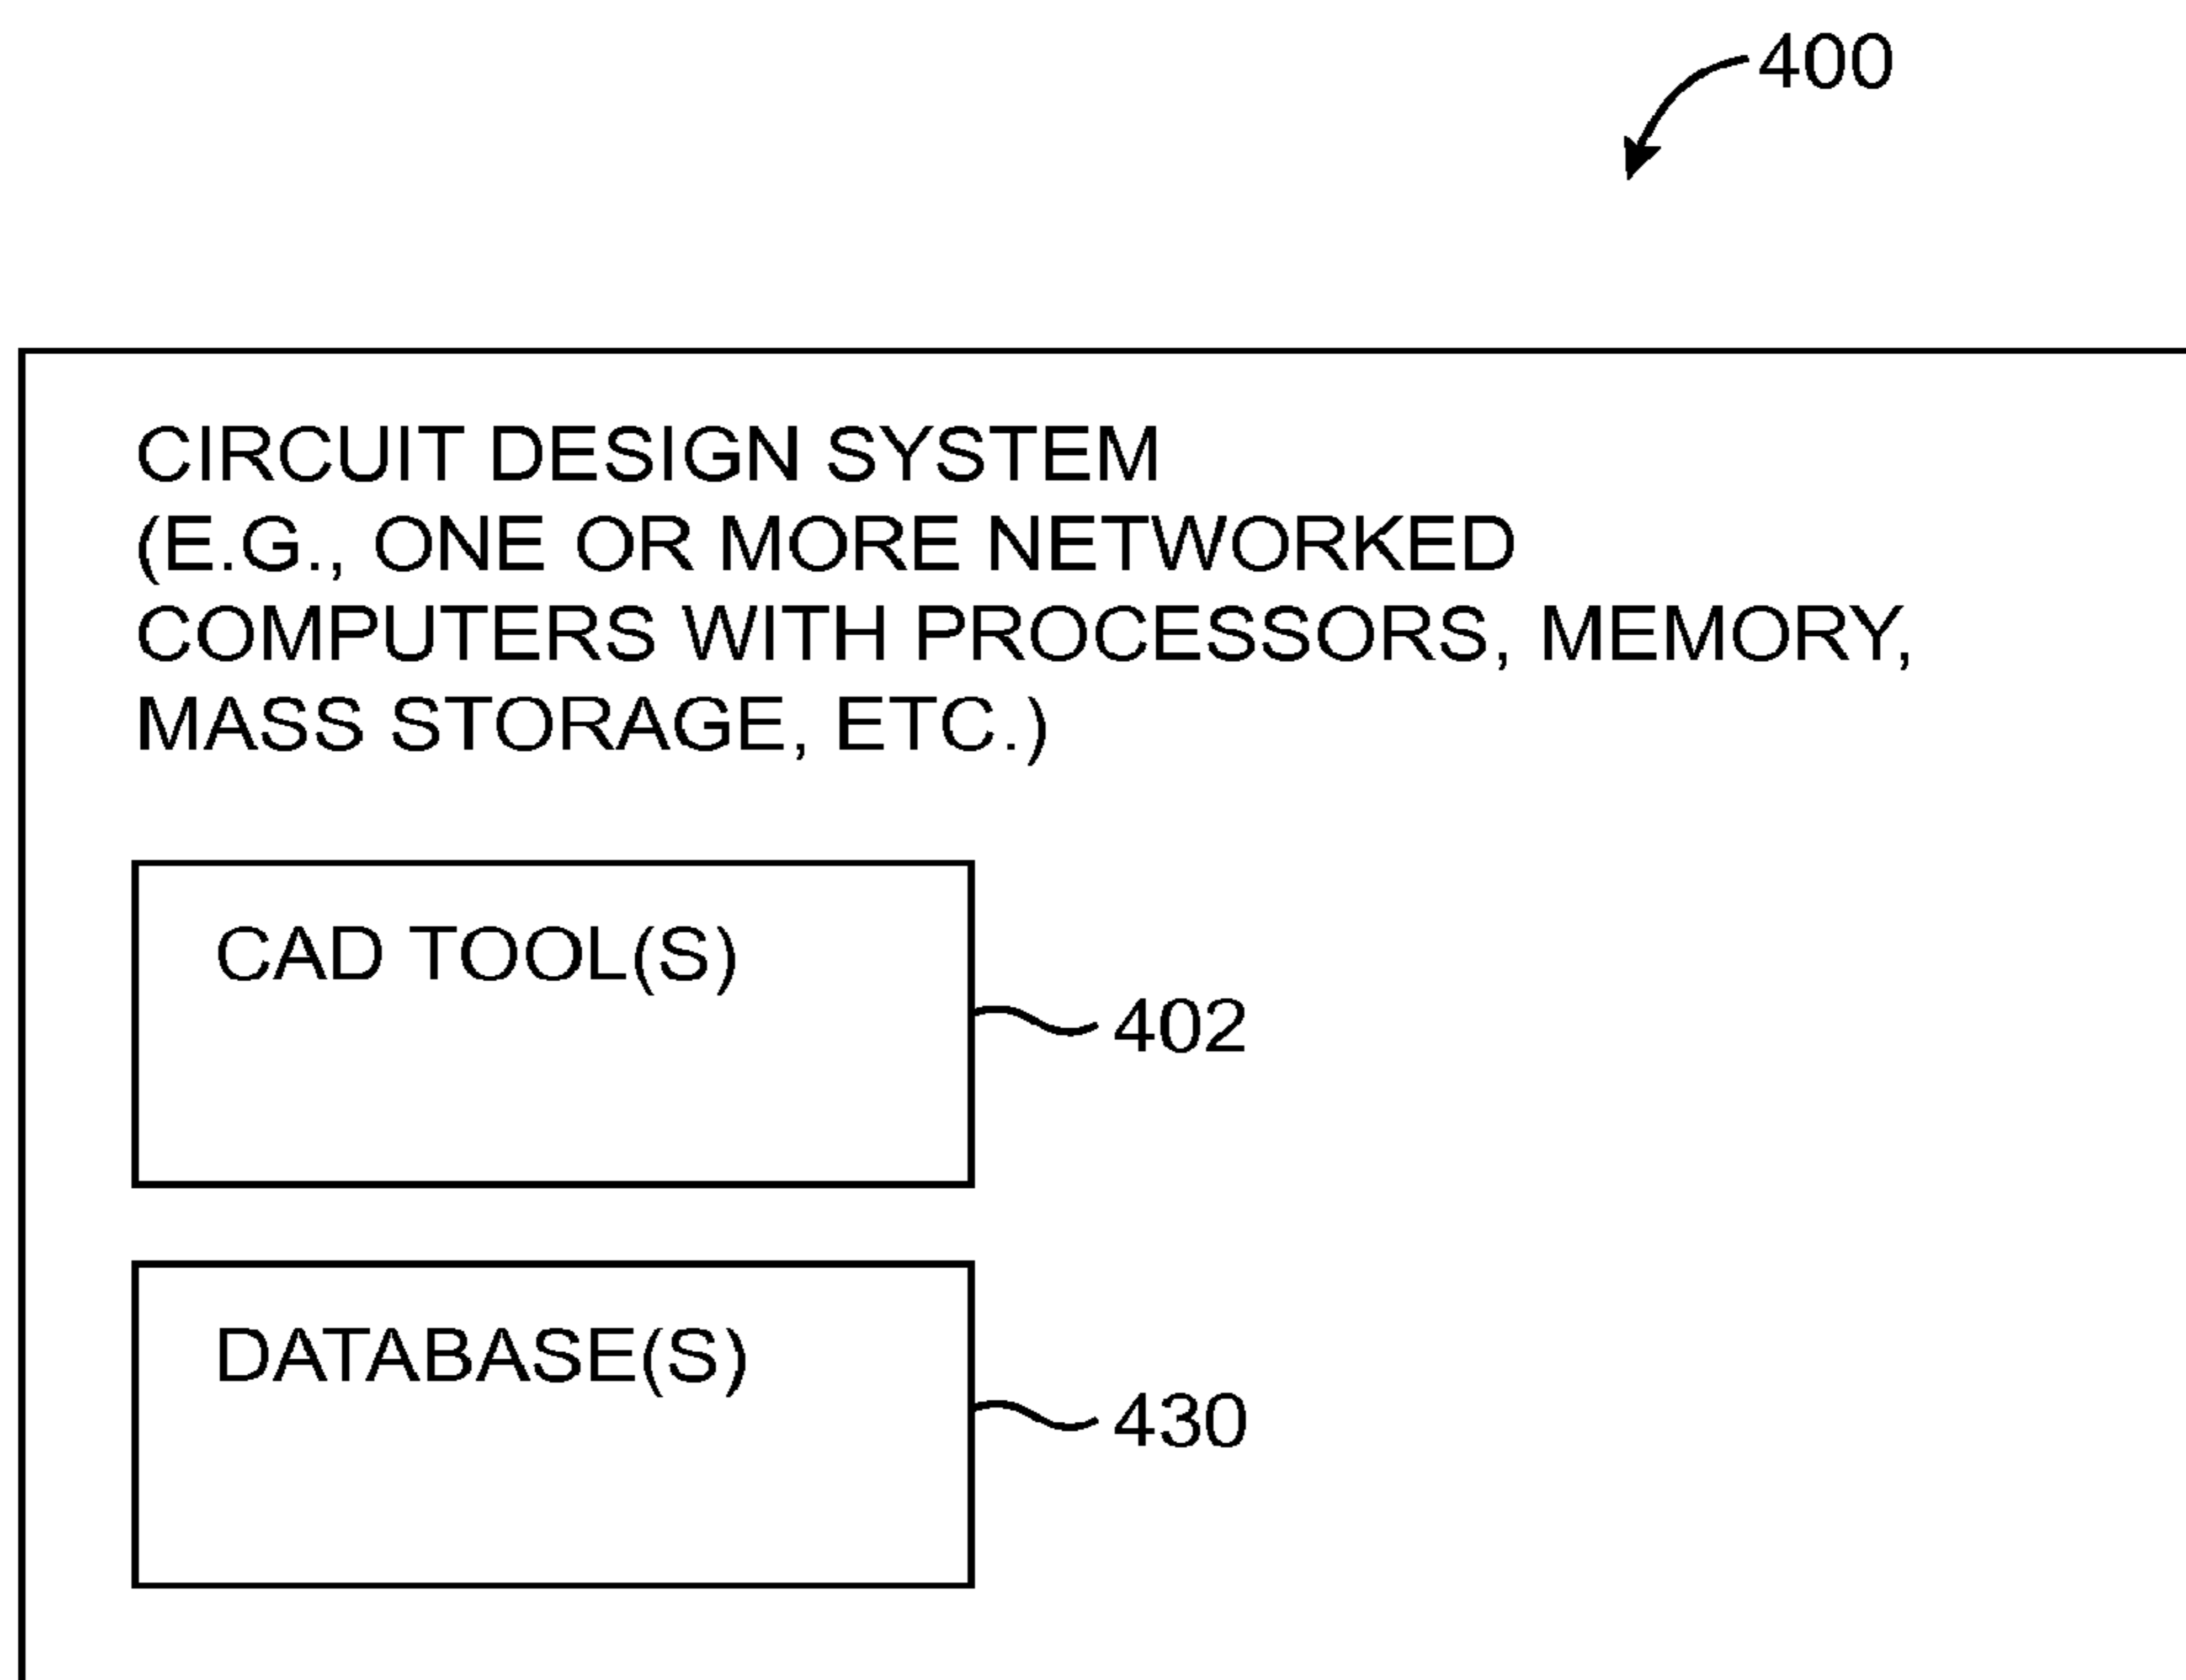 400
CIRCUIT DESIGN SYSTEM
(E.G., ONE OR MORE NETWORKED
COMPUTERS WITH PROCESSORS, MEMORY,
MASS STORAGE, ETC.)
CAD TOOL(S)
402
DATABASE(S)
430